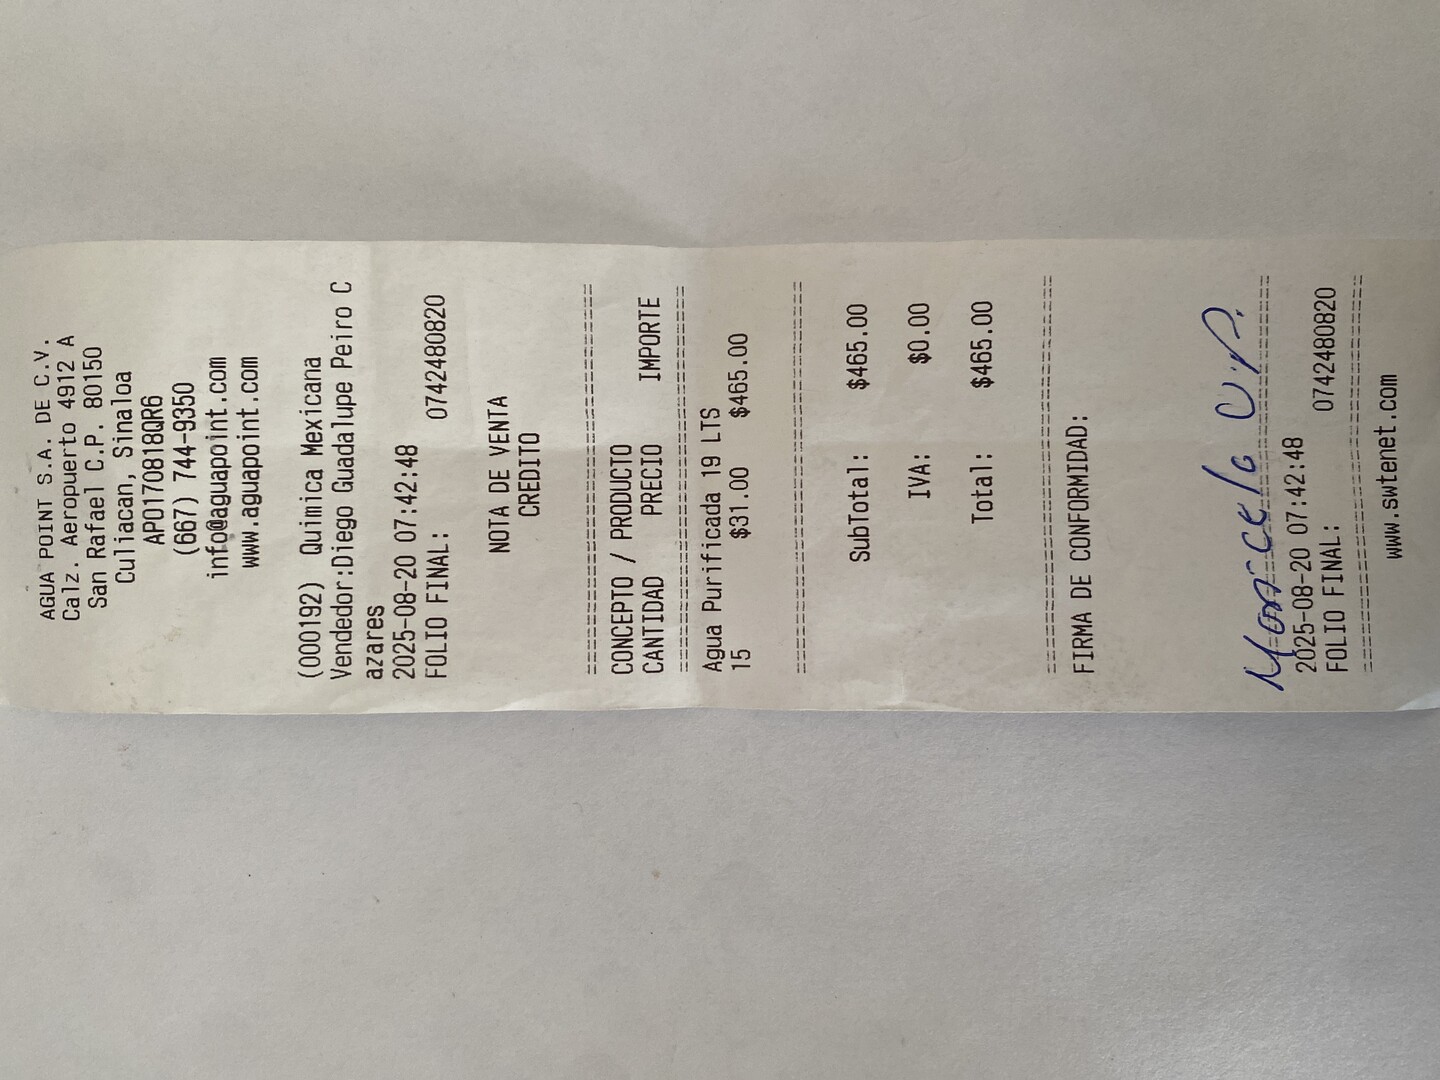 AGUA POINT S.A. DE C.V.
Calz. Aeropuerto 4912 A
San Rafael C.P. 80150
Culiacan, Sinaloa
APO170818QR6
(667) 744-9350
info@aguapoint.com
www.aguapoint.com
(000192) Quimica Mexicana
Vendedor:Diego Guadalupe Peiro C
azares
2025-08-20 07:42:48
FOLIO FINAL: 0742480820
NOTA DE VENTA
CREDITO
================================
CONCEPTO / PRODUCTO
CANTIDAD PRECIO IMPORTE
================================
Agua Purificada 19 LTS
15 $31.00 $465.00
================================
SubTotal: $465.00
IVA: $0.00
Total: $465.00
================================
FIRMA DE CONFORMIDAD:
Marcela U.P.
================================
2025-08-20 07:42:48
FOLIO FINAL: 0742480820
================================
www.swtenet.com